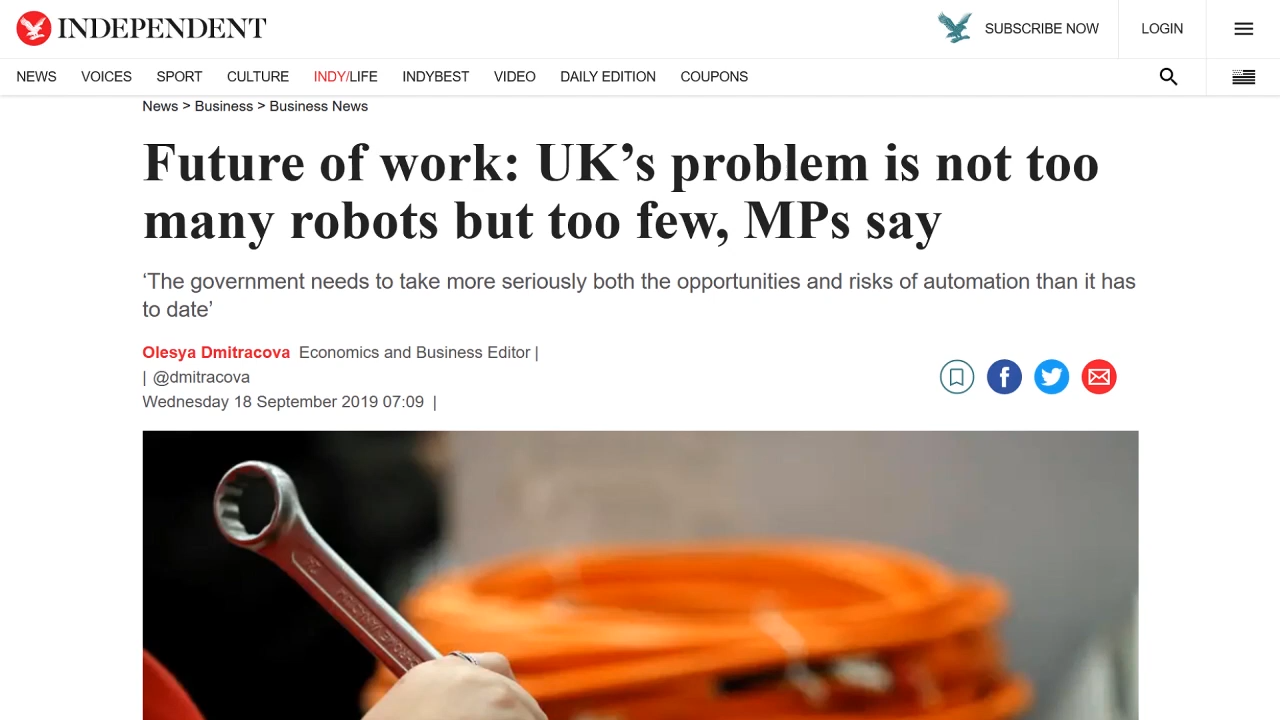 INDEPENDENT
SUBSCRIBE NOW
LOGIN
NEWS VOICES SPORT CULTURE INDY/LIFE INDYBEST VIDEO DAILY EDITION COUPONS
News > Business > Business News
Future of work: UK’s problem is not too
many robots but too few, MPs say
‘The government needs to take more seriously both the opportunities and risks of automation than it has
to date’
Olesya Dmitracova Economics and Business Editor |
| @dmitracova
Wednesday 18 September 2019 07:09 |